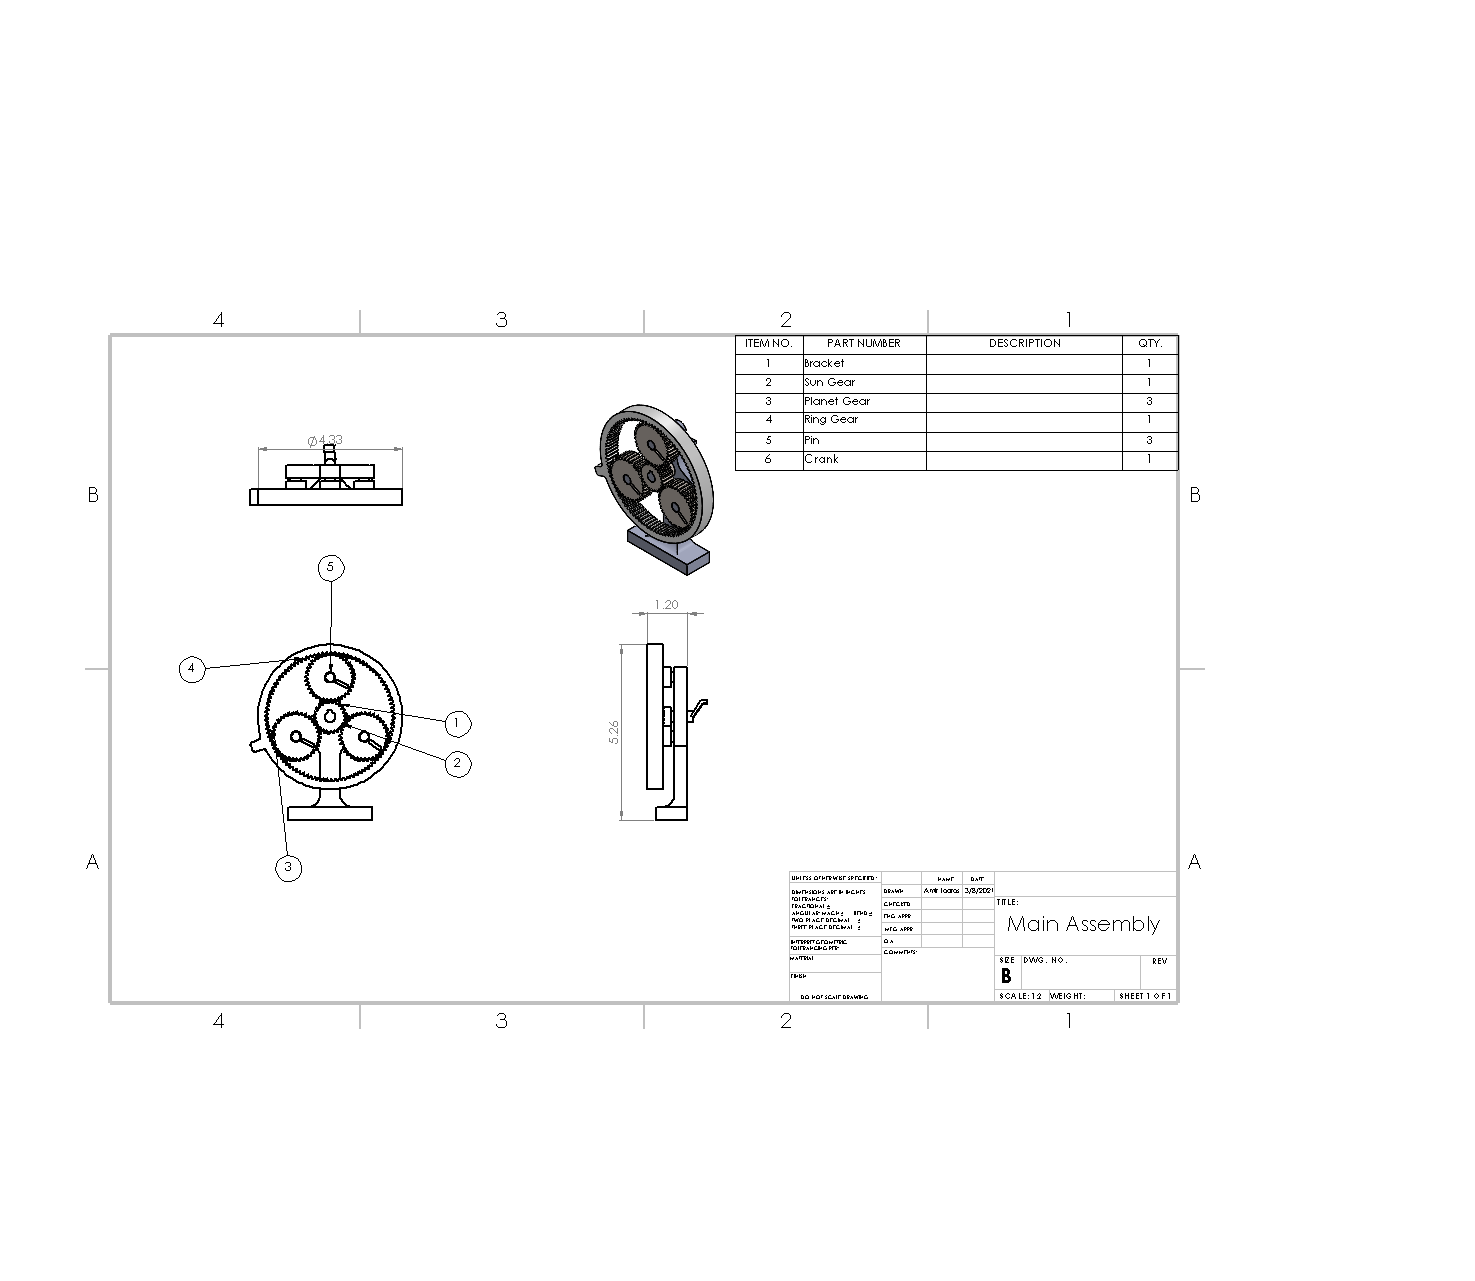 4 3 2 1
ITEM NO. PART NUMBER DESCRIPTION QTY.
1 Bracket 1
2 Sun Gear 1
3 Planet Gear 3
4 Ring Gear 1
5 Pin 3
6 Crank 1
⌀4.33
B B
5
1.20
4
1
5.26
2
A A
3
UNLESS OTHERWISE SPECIFIED:
DIMENSIONS ARE IN INCHES
TOLERANCES:
FRACTIONAL ±
ANGULAR: MACH ± BEND ±
TWO PLACE DECIMAL ±
THREE PLACE DECIMAL ±
INTERPRET GEOMETRIC
TOLERANCING PER:
MATERIAL
FINISH
DO NOT SCALE DRAWING
NAME DATE
DRAWN 3/8/2021
CHECKED
ENG APPR.
MFG APPR.
Q.A.
COMMENTS:
TITLE:
Main Assembly
SIZE DWG. NO. REV
B
SCALE: 1:2 WEIGHT: SHEET 1 OF 1
4 3 2 1